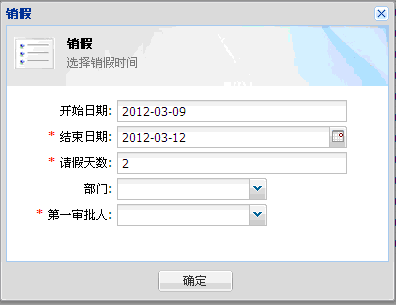 销假
销假
选择销假时间
开始日期: 2012-03-09
* 结束日期: 2012-03-12
* 请假天数: 2
部门:
* 第一审批人:
确定